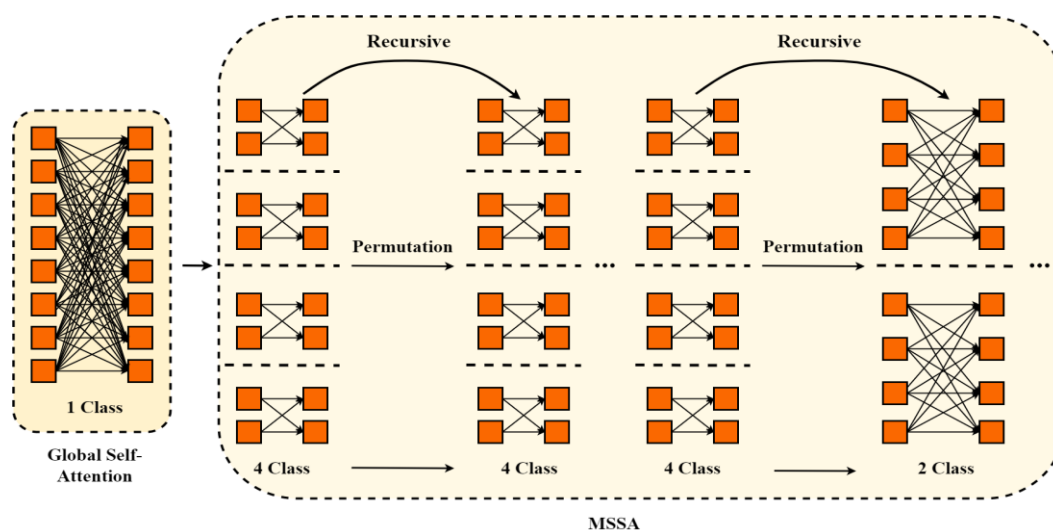 Recursive
Recursive
Permutation
...
Permutation
...
1 Class
Global Self-
Attention
4 Class
4 Class
4 Class
2 Class
MSSA